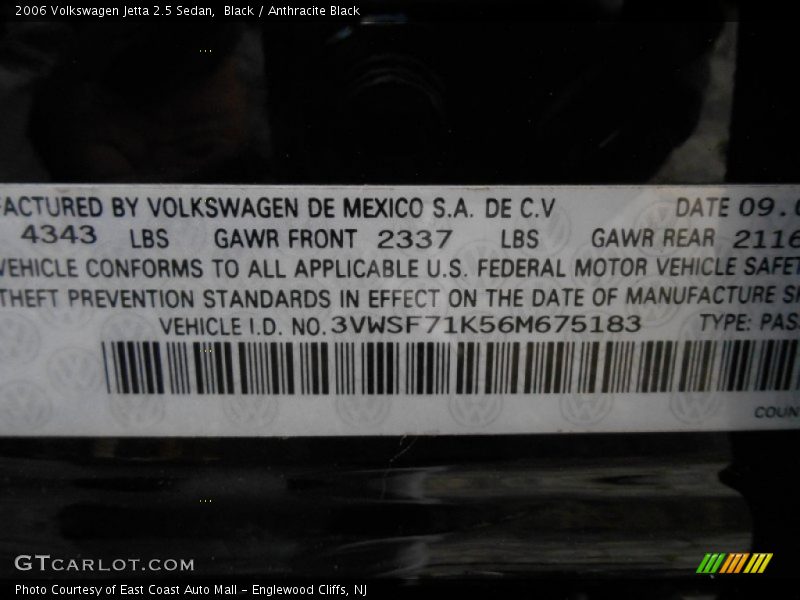 2006 Volkswagen Jetta 2.5 Sedan, Black / Anthracite Black
FACTURED BY VOLKSWAGEN DE MEXICO S.A. DE C.V DATE 09.0
4343 LBS GAWR FRONT 2337 LBS GAWR REAR 2116
VEHICLE CONFORMS TO ALL APPLICABLE U.S. FEDERAL MOTOR VEHICLE SAFET
THEFT PREVENTION STANDARDS IN EFFECT ON THE DATE OF MANUFACTURE S
VEHICLE I.D. NO. 3VWSF71K56M675183 TYPE: PAS
COUN
GTCARLOT.COM
Photo Courtesy of East Coast Auto Mall - Englewood Cliffs, NJ